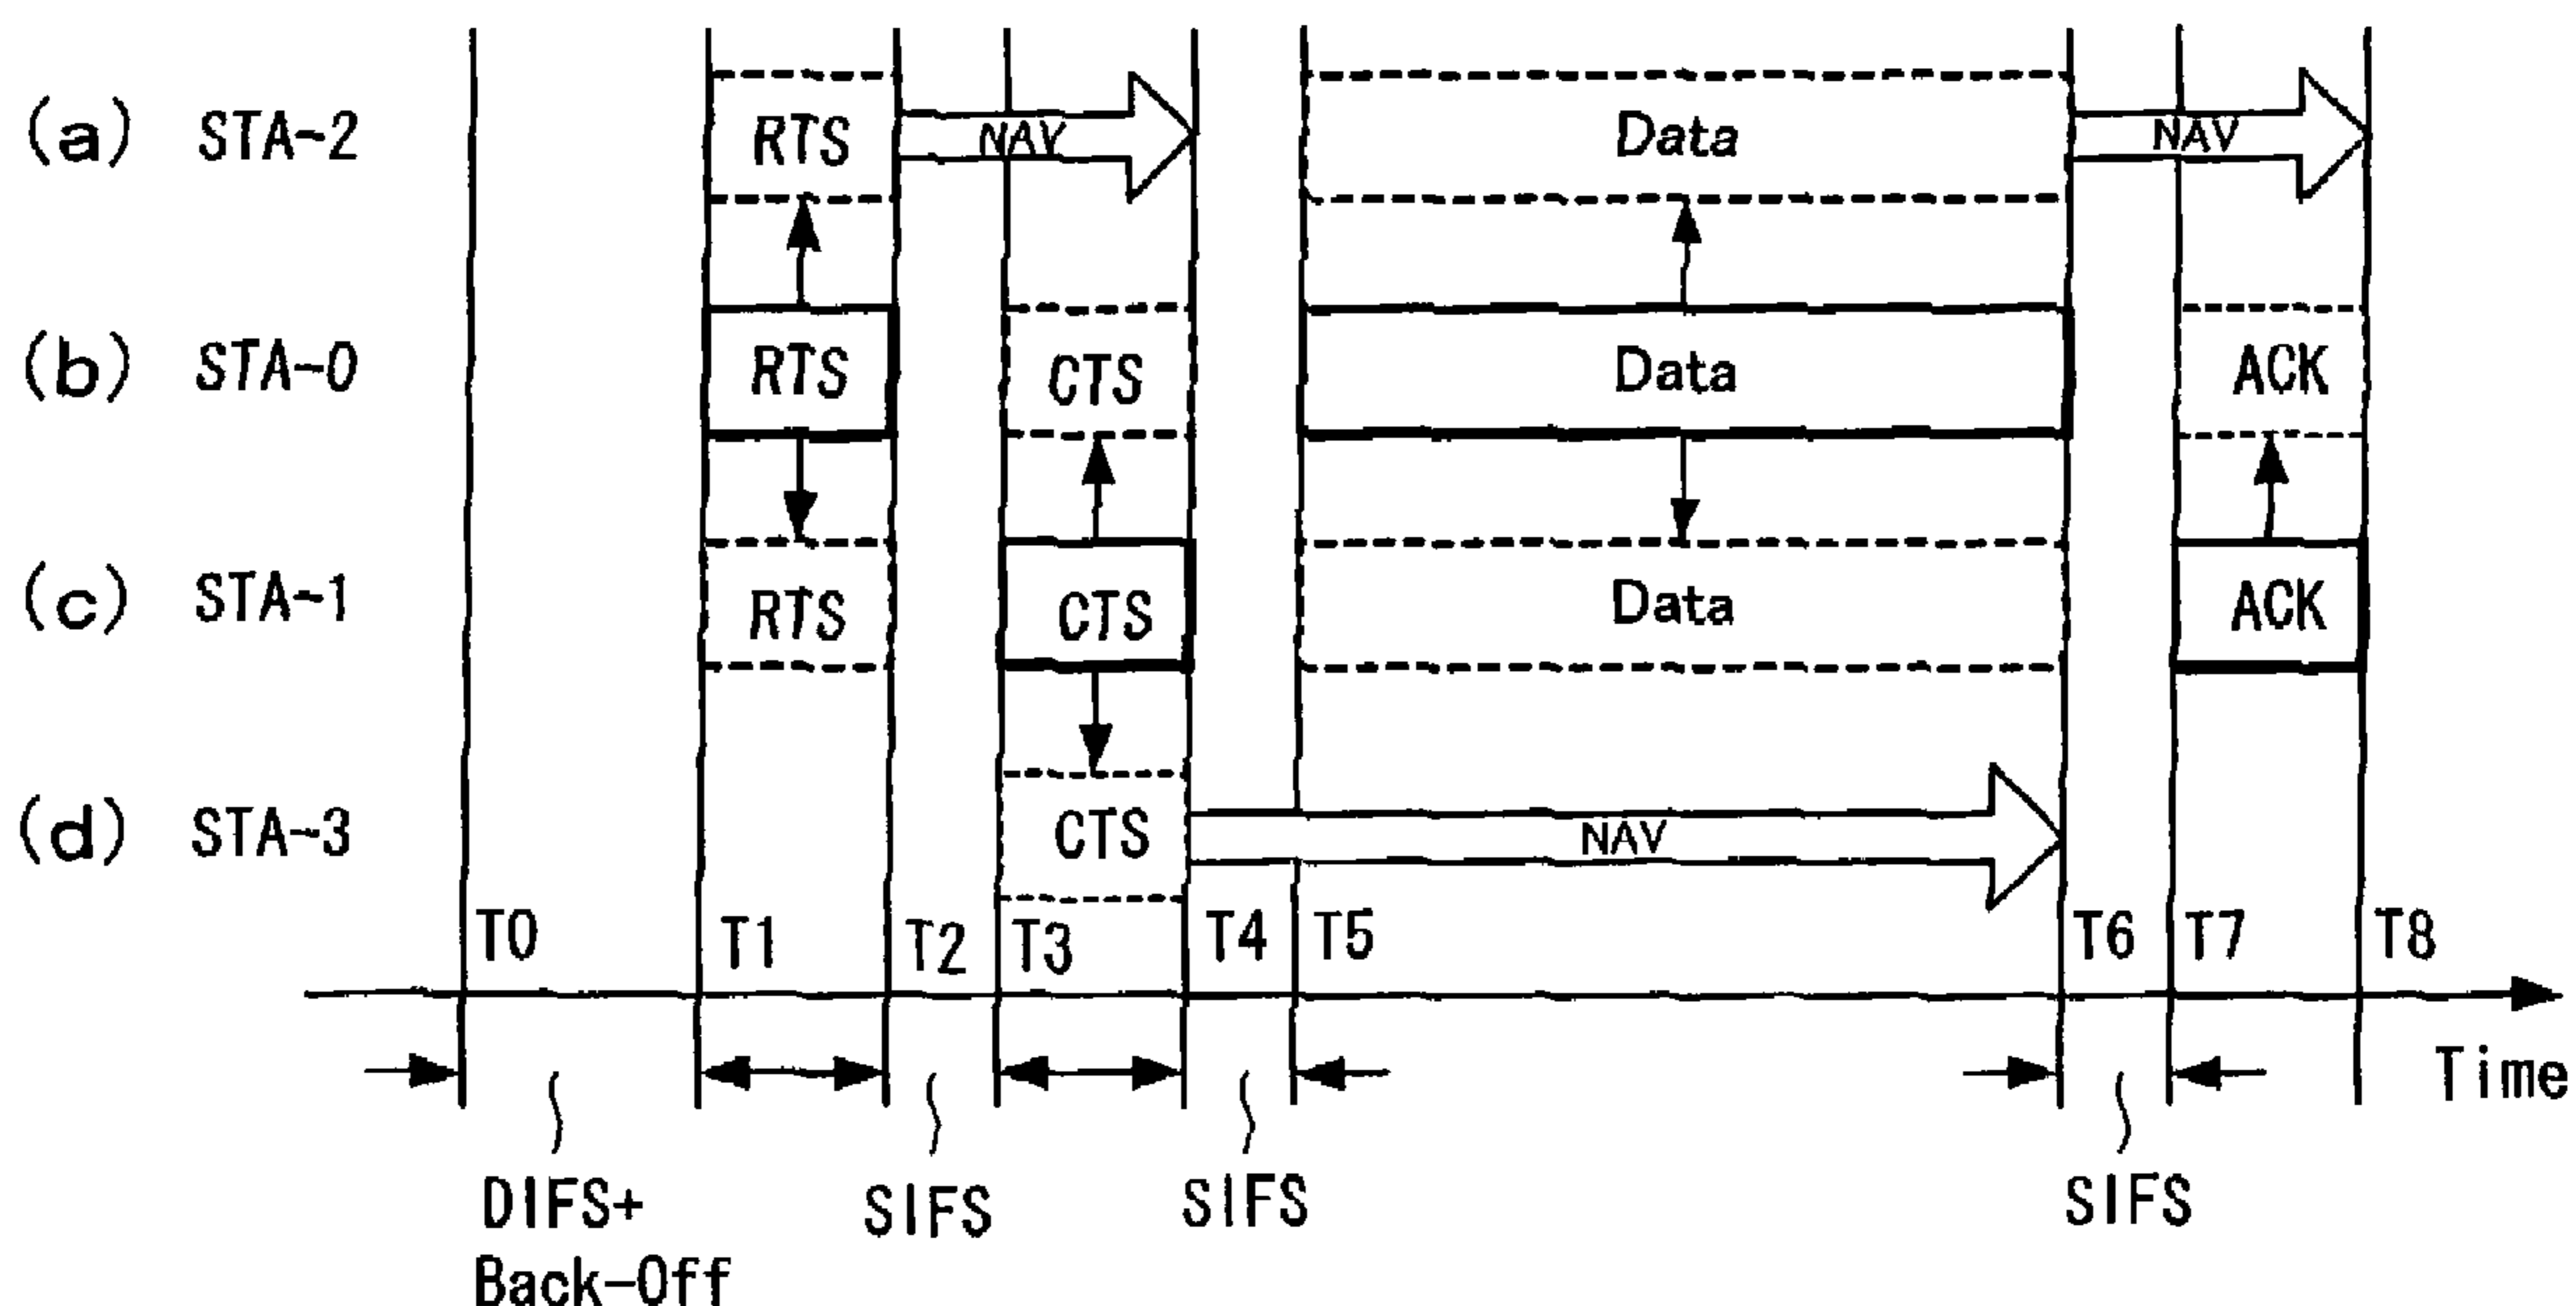 (a) STA-2 RTS NAV Data NAV
(b) STA-0 RTS CTS Data ACK
(c) STA-1 RTS CTS Data ACK
(d) STA-3 CTS NAV
T0 T1 T2 T3 T4 T5 T6 T7 T8
Time
DIFS+ SIFS SIFS SIFS
Back-Off